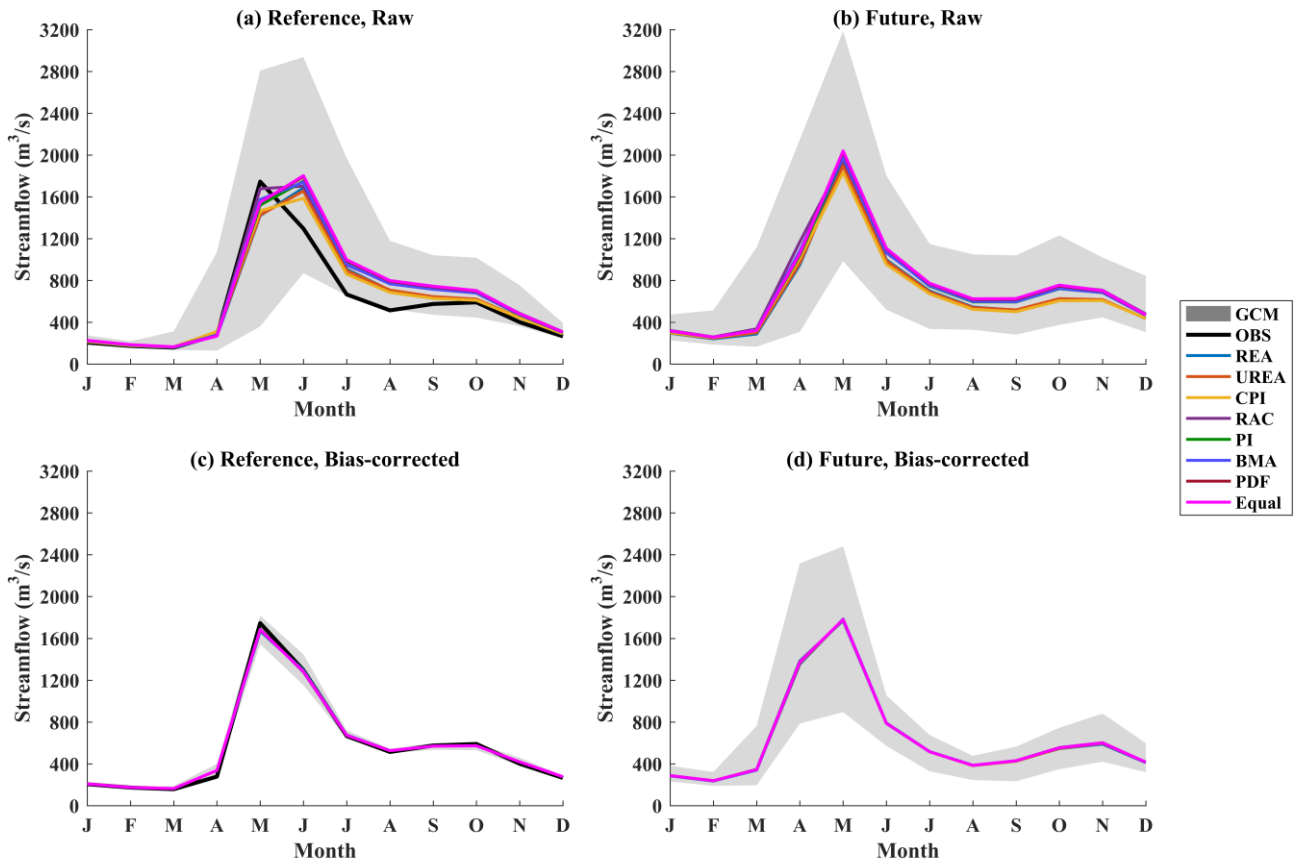 (a) Reference, Raw
3200
2800
2400
2000
1600
1200
800
400
0
Streamflow (m³/s)
J F M A M J J A S O N D
Month
(b) Future, Raw
3200
2800
2400
2000
1600
1200
800
400
0
Streamflow (m³/s)
J F M A M J J A S O N D
Month
GCM
OBS
REA
UREA
CPI
RAC
PI
BMA
PDF
Equal
(c) Reference, Bias-corrected
3200
2800
2400
2000
1600
1200
800
400
0
Streamflow (m³/s)
J F M A M J J A S O N D
Month
(d) Future, Bias-corrected
3200
2800
2400
2000
1600
1200
800
400
0
Streamflow (m³/s)
J F M A M J J A S O N D
Month